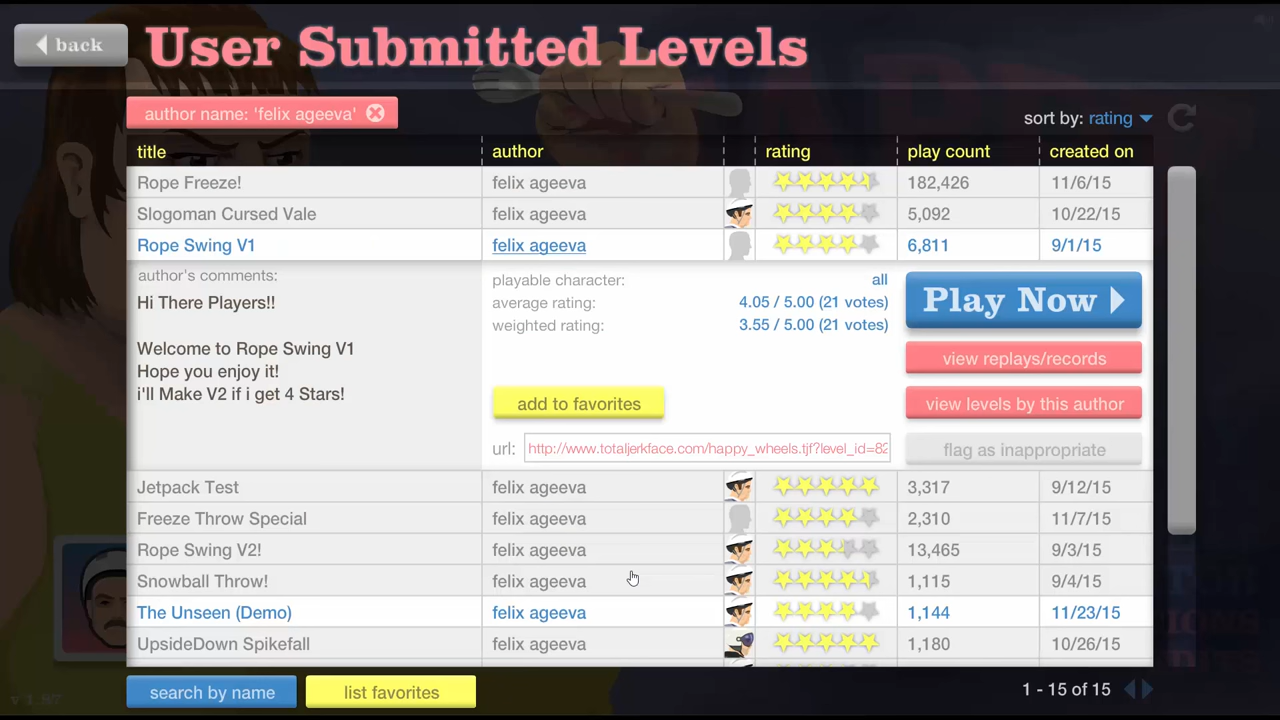 back
User Submitted Levels
author name: 'felix ageeva'
sort by: rating
title author rating play count created on
Rope Freeze! felix ageeva 182,426 11/6/15
Slogoman Cursed Vale felix ageeva 5,092 10/22/15
Rope Swing V1 felix ageeva 6,811 9/1/15
author's comments:
Hi There Players!!
Welcome to Rope Swing V1
Hope you enjoy it!
i'll Make V2 if i get 4 Stars!
playable character: all
average rating: 4.05 / 5.00 (21 votes)
weighted rating: 3.55 / 5.00 (21 votes)
add to favorites
url: http://www.totaljerkface.com/happy_wheels.tjf?level_id=82
Play Now
view replays/records
view levels by this author
flag as inappropriate
Jetpack Test felix ageeva 3,317 9/12/15
Freeze Throw Special felix ageeva 2,310 11/7/15
Rope Swing V2! felix ageeva 13,465 9/3/15
Snowball Throw! felix ageeva 1,115 9/4/15
The Unseen (Demo) felix ageeva 1,144 11/23/15
UpsideDown Spikefall felix ageeva 1,180 10/26/15
search by name
list favorites
1 - 15 of 15
v 1.87